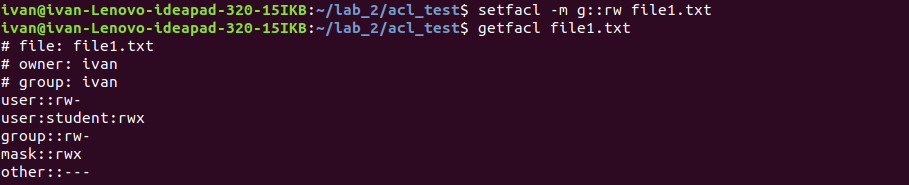 ivan@ivan-Lenovo-ideapad-320-15IKB:~/lab_2/acl_test$ setfacl -m g::rw file1.txt
ivan@ivan-Lenovo-ideapad-320-15IKB:~/lab_2/acl_test$ getfacl file1.txt
# file: file1.txt
# owner: ivan
# group: ivan
user::rw-
user:student:rwx
group::rw-
mask::rwx
other::---